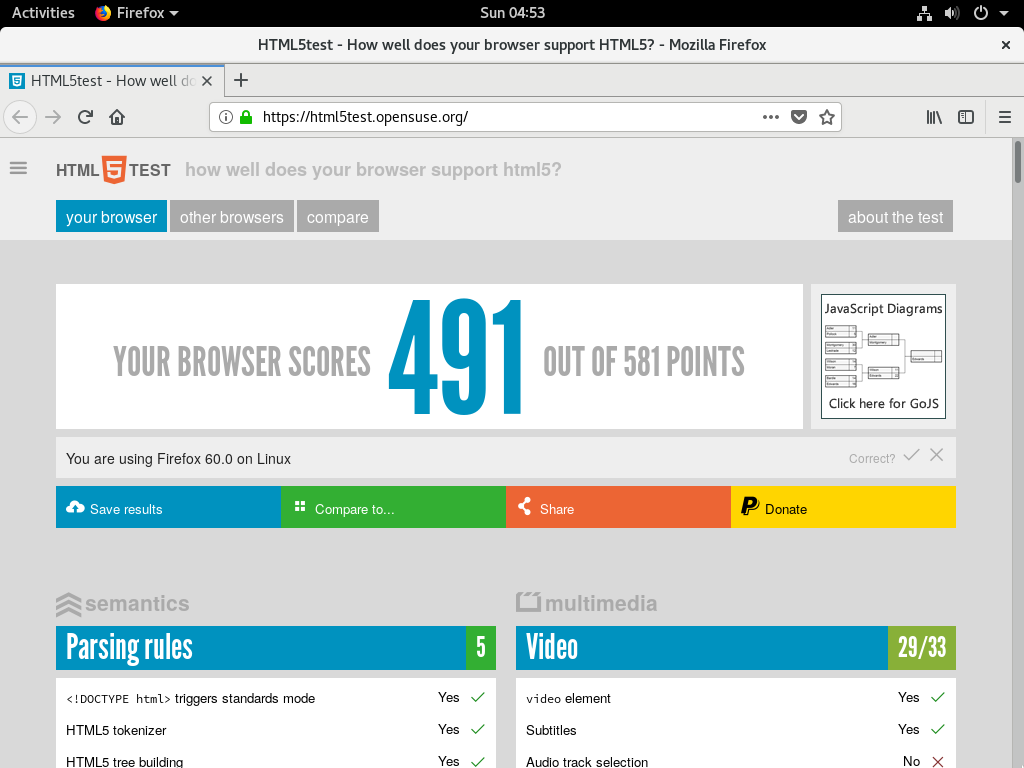 Activities Firefox Sun 04:53
HTML5test - How well does your browser support HTML5? - Mozilla Firefox
HTML5test - How well do
https://html5test.opensuse.org/
HTML 5 TEST how well does your browser support html5?
your browser other browsers compare about the test
YOUR BROWSER SCORES 491 OUT OF 581 POINTS
JavaScript Diagrams
Click here for GoJS
You are using Firefox 60.0 on Linux Correct?
Save results Compare to... Share Donate
semantics multimedia
Parsing rules 5 Video 29/33
<!DOCTYPE html> triggers standards mode Yes video element Yes
HTML5 tokenizer Yes Subtitles Yes
HTML5 tree building Yes Audio track selection No